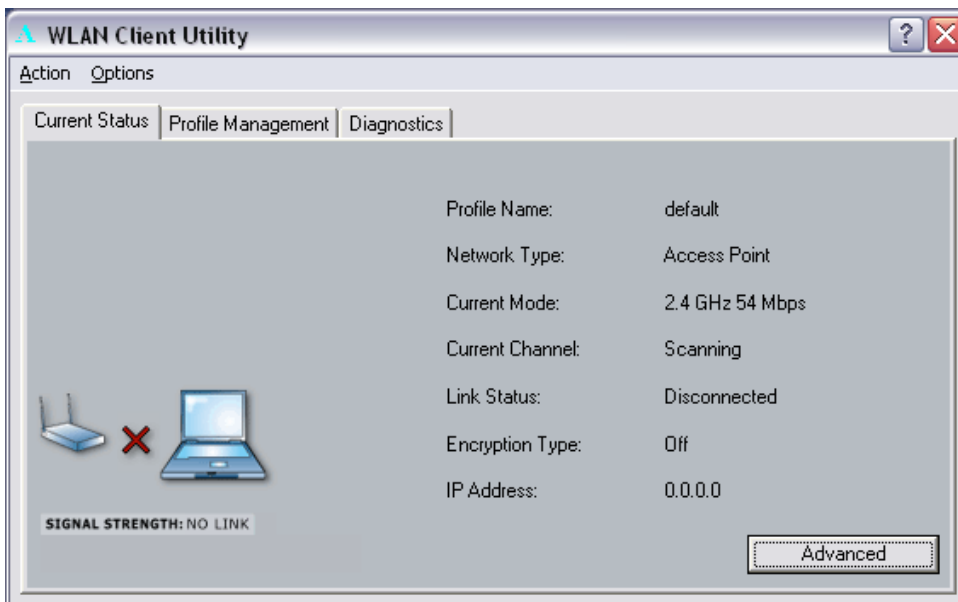 WLAN Client Utility
Action Options
Current Status Profile Management Diagnostics
Profile Name: default
Network Type: Access Point
Current Mode: 2.4 GHz 54 Mbps
Current Channel: Scanning
Link Status: Disconnected
Encryption Type: Off
IP Address: 0.0.0.0
SIGNAL STRENGTH: NO LINK
Advanced